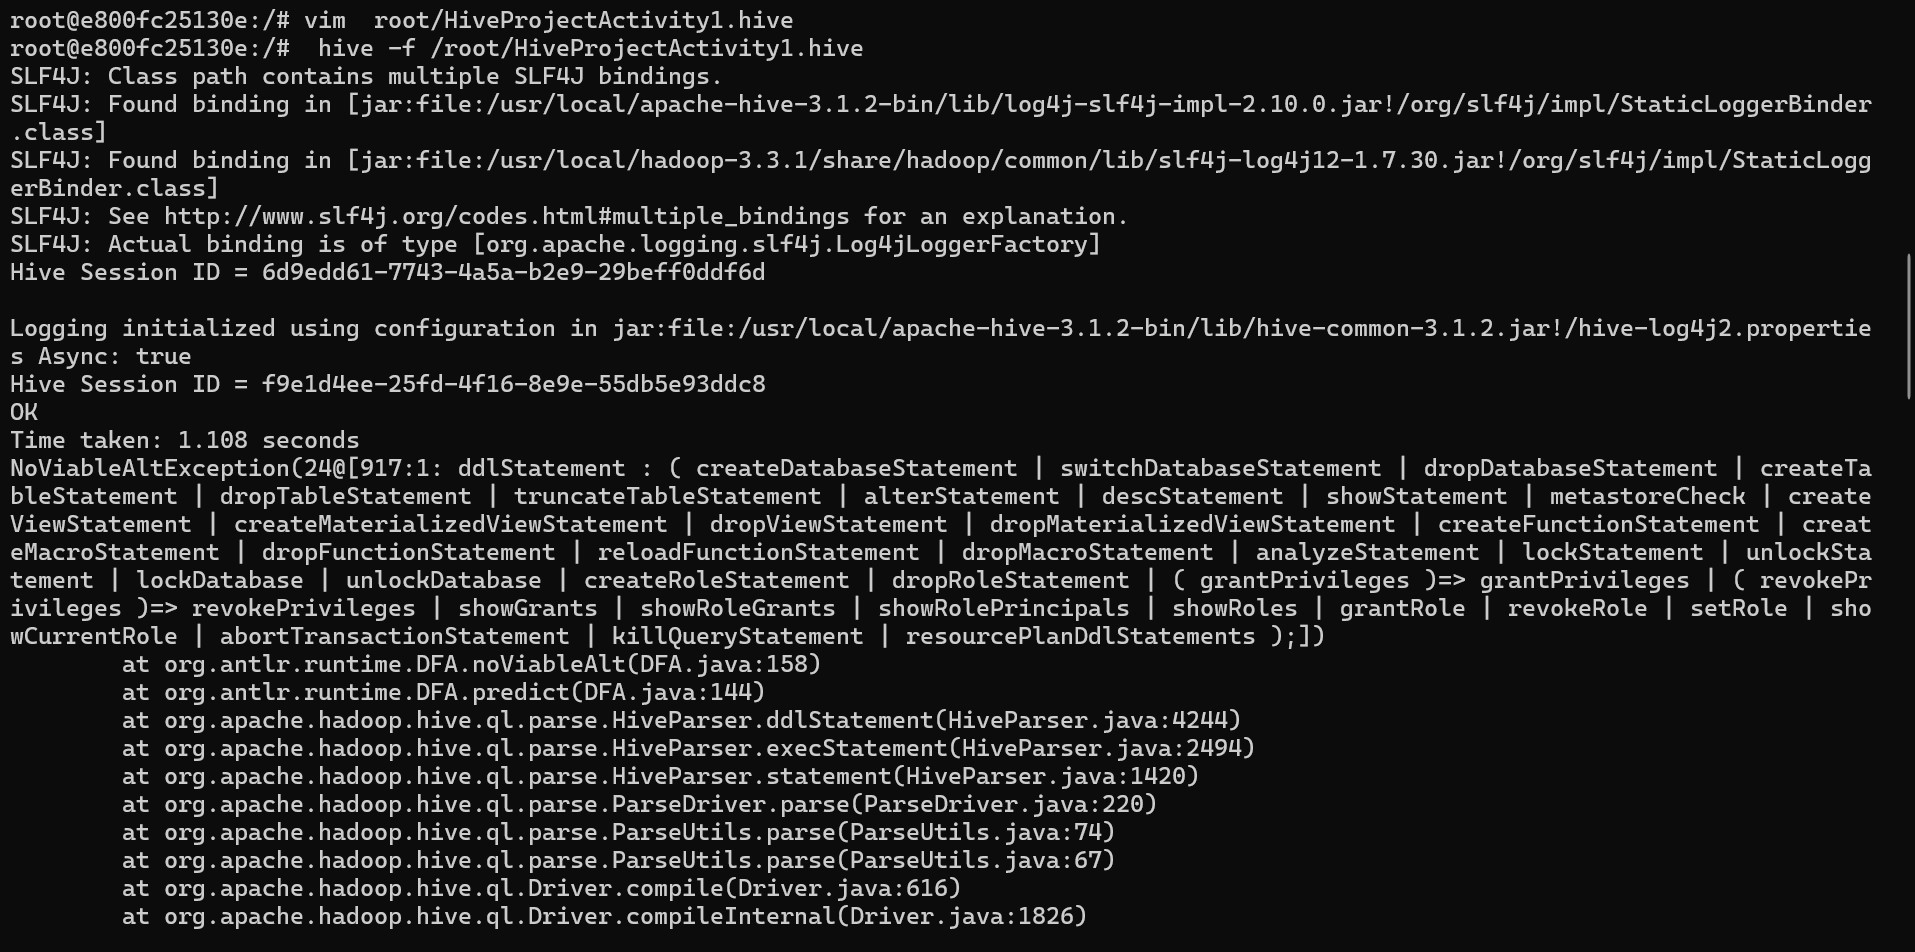 root@e800fc25130e:/# vim  root/HiveProjectActivity1.hive
root@e800fc25130e:/#  hive -f /root/HiveProjectActivity1.hive
SLF4J: Class path contains multiple SLF4J bindings.
SLF4J: Found binding in [jar:file:/usr/local/apache-hive-3.1.2-bin/lib/log4j-slf4j-impl-2.10.0.jar!/org/slf4j/impl/StaticLoggerBinder
.class]
SLF4J: Found binding in [jar:file:/usr/local/hadoop-3.3.1/share/hadoop/common/lib/slf4j-log4j12-1.7.30.jar!/org/slf4j/impl/StaticLogg
erBinder.class]
SLF4J: See http://www.slf4j.org/codes.html#multiple_bindings for an explanation.
SLF4J: Actual binding is of type [org.apache.logging.slf4j.Log4jLoggerFactory]
Hive Session ID = 6d9edd61-7743-4a5a-b2e9-29beff0ddf6d

Logging initialized using configuration in jar:file:/usr/local/apache-hive-3.1.2-bin/lib/hive-common-3.1.2.jar!/hive-log4j2.propertie
s Async: true
Hive Session ID = f9e1d4ee-25fd-4f16-8e9e-55db5e93ddc8
OK
Time taken: 1.108 seconds
NoViableAltException(24@[917:1: ddlStatement : ( createDatabaseStatement | switchDatabaseStatement | dropDatabaseStatement | createTa
bleStatement | dropTableStatement | truncateTableStatement | alterStatement | descStatement | showStatement | metastoreCheck | create
ViewStatement | createMaterializedViewStatement | dropViewStatement | dropMaterializedViewStatement | createFunctionStatement | creat
eMacroStatement | dropFunctionStatement | reloadFunctionStatement | dropMacroStatement | analyzeStatement | lockStatement | unlockSta
tement | lockDatabase | unlockDatabase | createRoleStatement | dropRoleStatement | ( grantPrivileges )=> grantPrivileges | ( revokePr
ivileges )=> revokePrivileges | showGrants | showRoleGrants | showRolePrincipals | showRoles | grantRole | revokeRole | setRole | sho
wCurrentRole | abortTransactionStatement | killQueryStatement | resourcePlanDdlStatements );])
        at org.antlr.runtime.DFA.noViableAlt(DFA.java:158)
        at org.antlr.runtime.DFA.predict(DFA.java:144)
        at org.apache.hadoop.hive.ql.parse.HiveParser.ddlStatement(HiveParser.java:4244)
        at org.apache.hadoop.hive.ql.parse.HiveParser.execStatement(HiveParser.java:2494)
        at org.apache.hadoop.hive.ql.parse.HiveParser.statement(HiveParser.java:1420)
        at org.apache.hadoop.hive.ql.parse.ParseDriver.parse(ParseDriver.java:220)
        at org.apache.hadoop.hive.ql.parse.ParseUtils.parse(ParseUtils.java:74)
        at org.apache.hadoop.hive.ql.parse.ParseUtils.parse(ParseUtils.java:67)
        at org.apache.hadoop.hive.ql.Driver.compile(Driver.java:616)
        at org.apache.hadoop.hive.ql.Driver.compileInternal(Driver.java:1826)